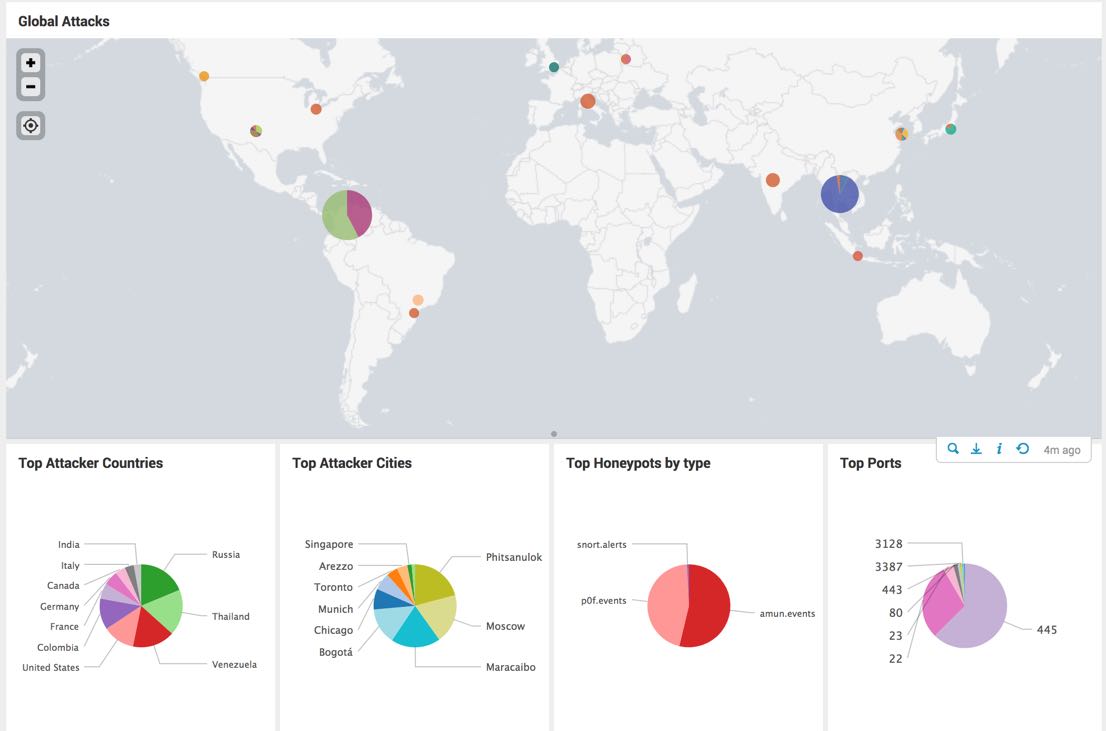 Global Attacks
+
−
4m ago
Top Attacker Countries
India
Italy
Canada
Germany
France
Colombia
United States
Russia
Thailand
Venezuela
Top Attacker Cities
Singapore
Arezzo
Toronto
Munich
Chicago
Bogotá
Phitsanulok
Moscow
Maracaibo
Top Honeypots by type
snort.alerts
p0f.events
amun.events
Top Ports
3128
3387
443
80
23
22
445